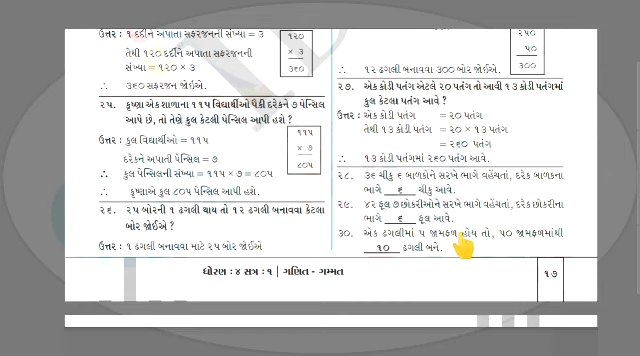 ઉત્તર : ૧ દર્દીને અપાતા સફરજનની સંખ્યા = ૩
તેથી ૧૨૦ દર્દીને અપાતા સફરજનની
સંખ્યા = ૧૨૦ × ૩
∴ ૩૬૦ સફરજન જોઈએ.
૧૨૦
× ૩
૩૬૦
૨૫. કૃષ્ણા એક શાળાના ૧૧૫ વિદ્યાર્થીઓ પૈકી દરેકને ૭ પેન્સિલ
આપે છે, તો તેણે કુલ કેટલી પેન્સિલ આપી હશે ?
ઉત્તર : કુલ વિદ્યાર્થીઓ = ૧૧૫
દરેકને અપાતી પેન્સિલ = ૭
∴ કુલ પેન્સિલની સંખ્યા = ૧૧૫ × ૭ = ૮૦૫
∴ કૃષ્ણાએ કુલ ૮૦૫ પેન્સિલ આપી હશે.
૧૧૫
× ૭
૮૦૫
૨૬. ૨૫ બોરની ૧ ઢગલી થાય તો ૧૨ ઢગલી બનાવવા કેટલા
બોર જોઈએ ?
ઉત્તર : ૧ ઢગલી બનાવવા માટે ૨૫ બોર જોઈએ
૨૫૦
૫૦
૩૦૦
∴ ૧૨ ઢગલી બનાવવા ૩૦૦ બોર જોઈએ.
૨૭. એક કોડી પતંગ એટલે ૨૦ પતંગ તો આવી ૧૩ કોડી પતંગમાં
કુલ કેટલા પતંગ આવે ?
ઉત્તર : એક કોડી પતંગ = ૨૦ પતંગ
તેથી ૧૩ કોડી પતંગ = ૨૦ × ૧૩ પતંગ
= ૨૬૦ પતંગ
∴ ૧૩ કોડી પતંગમાં ૨૬૦ પતંગ આવે.
૨૮. ૩૬ ચીકુ ૬ બાળકોને સરખે ભાગે વહેંચતાં, દરેક બાળકના
ભાગે ૬ ચીકુ આવે.
૨૯. ૪૨ ફૂલ ૭ છોકરીઓને સરખે ભાગે વહેંચતાં, દરેક છોકરીના
ભાગે ૬ ફૂલ આવે.
૩૦. એક ઢગલીમાં ૫ જામફળ હોય તો, ૫૦ જામફળમાંથી
૧૦ ઢગલી બને.
ધોરણ : ૪ સત્ર : ૧ | ગણિત - ગમ્મત
૧૭